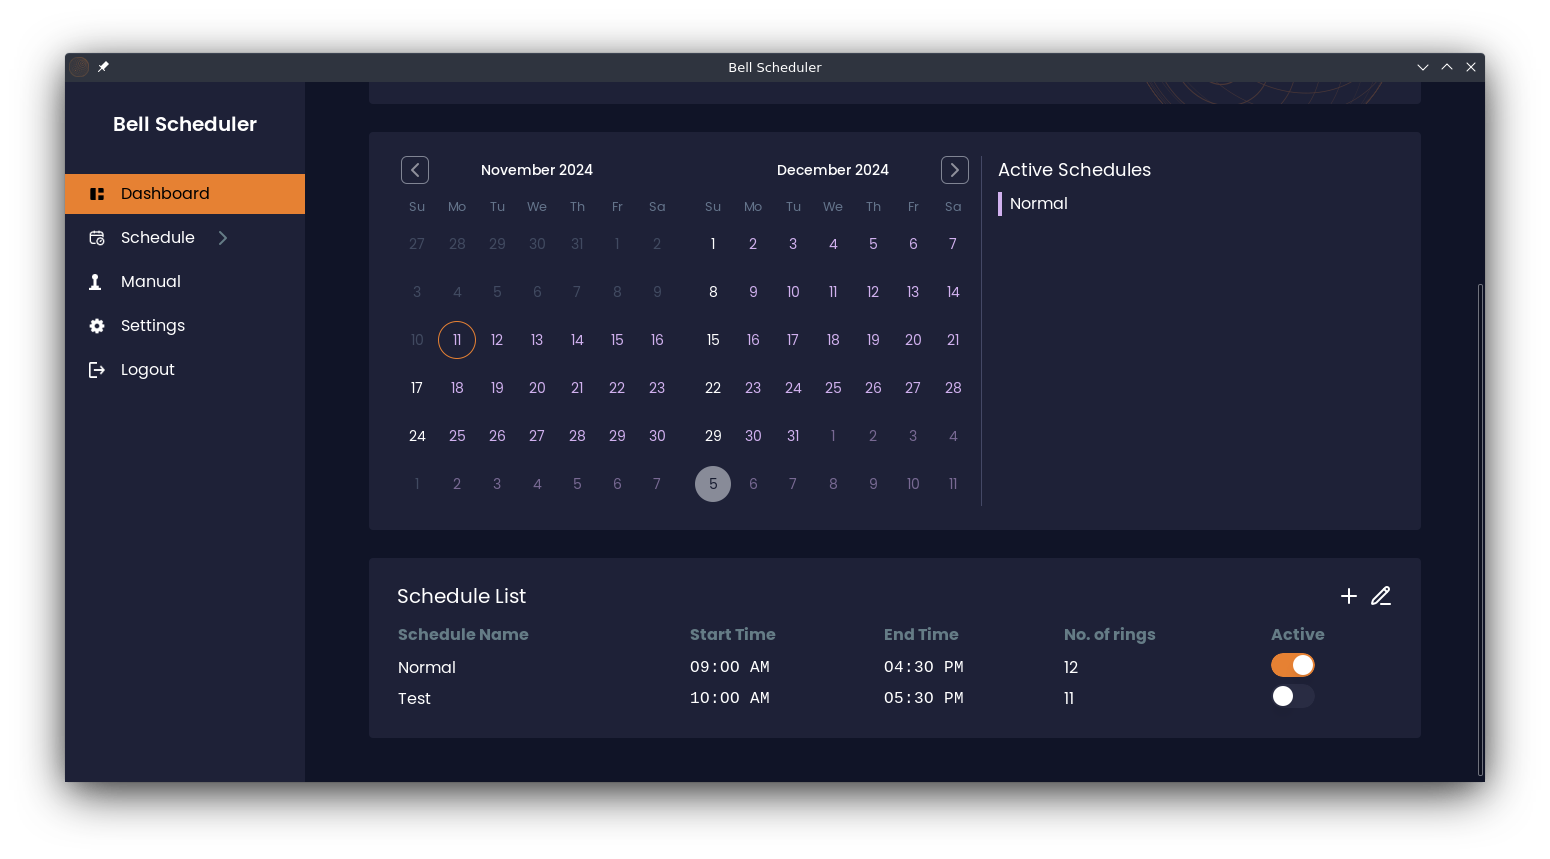 Bell Scheduler
Bell Scheduler
Dashboard
Schedule
Manual
Settings
Logout
November 2024
Su Mo Tu We Th Fr Sa
27 28 29 30 31 1 2
3 4 5 6 7 8 9
10 11 12 13 14 15 16
17 18 19 20 21 22 23
24 25 26 27 28 29 30
1 2 3 4 5 6 7
December 2024
Su Mo Tu We Th Fr Sa
1 2 3 4 5 6 7
8 9 10 11 12 13 14
15 16 17 18 19 20 21
22 23 24 25 26 27 28
29 30 31 1 2 3 4
5 6 7 8 9 10 11
Active Schedules
Normal
Schedule List
Schedule Name Start Time End Time No. of rings Active
Normal 09:00 AM 04:30 PM 12
Test 10:00 AM 05:30 PM 11